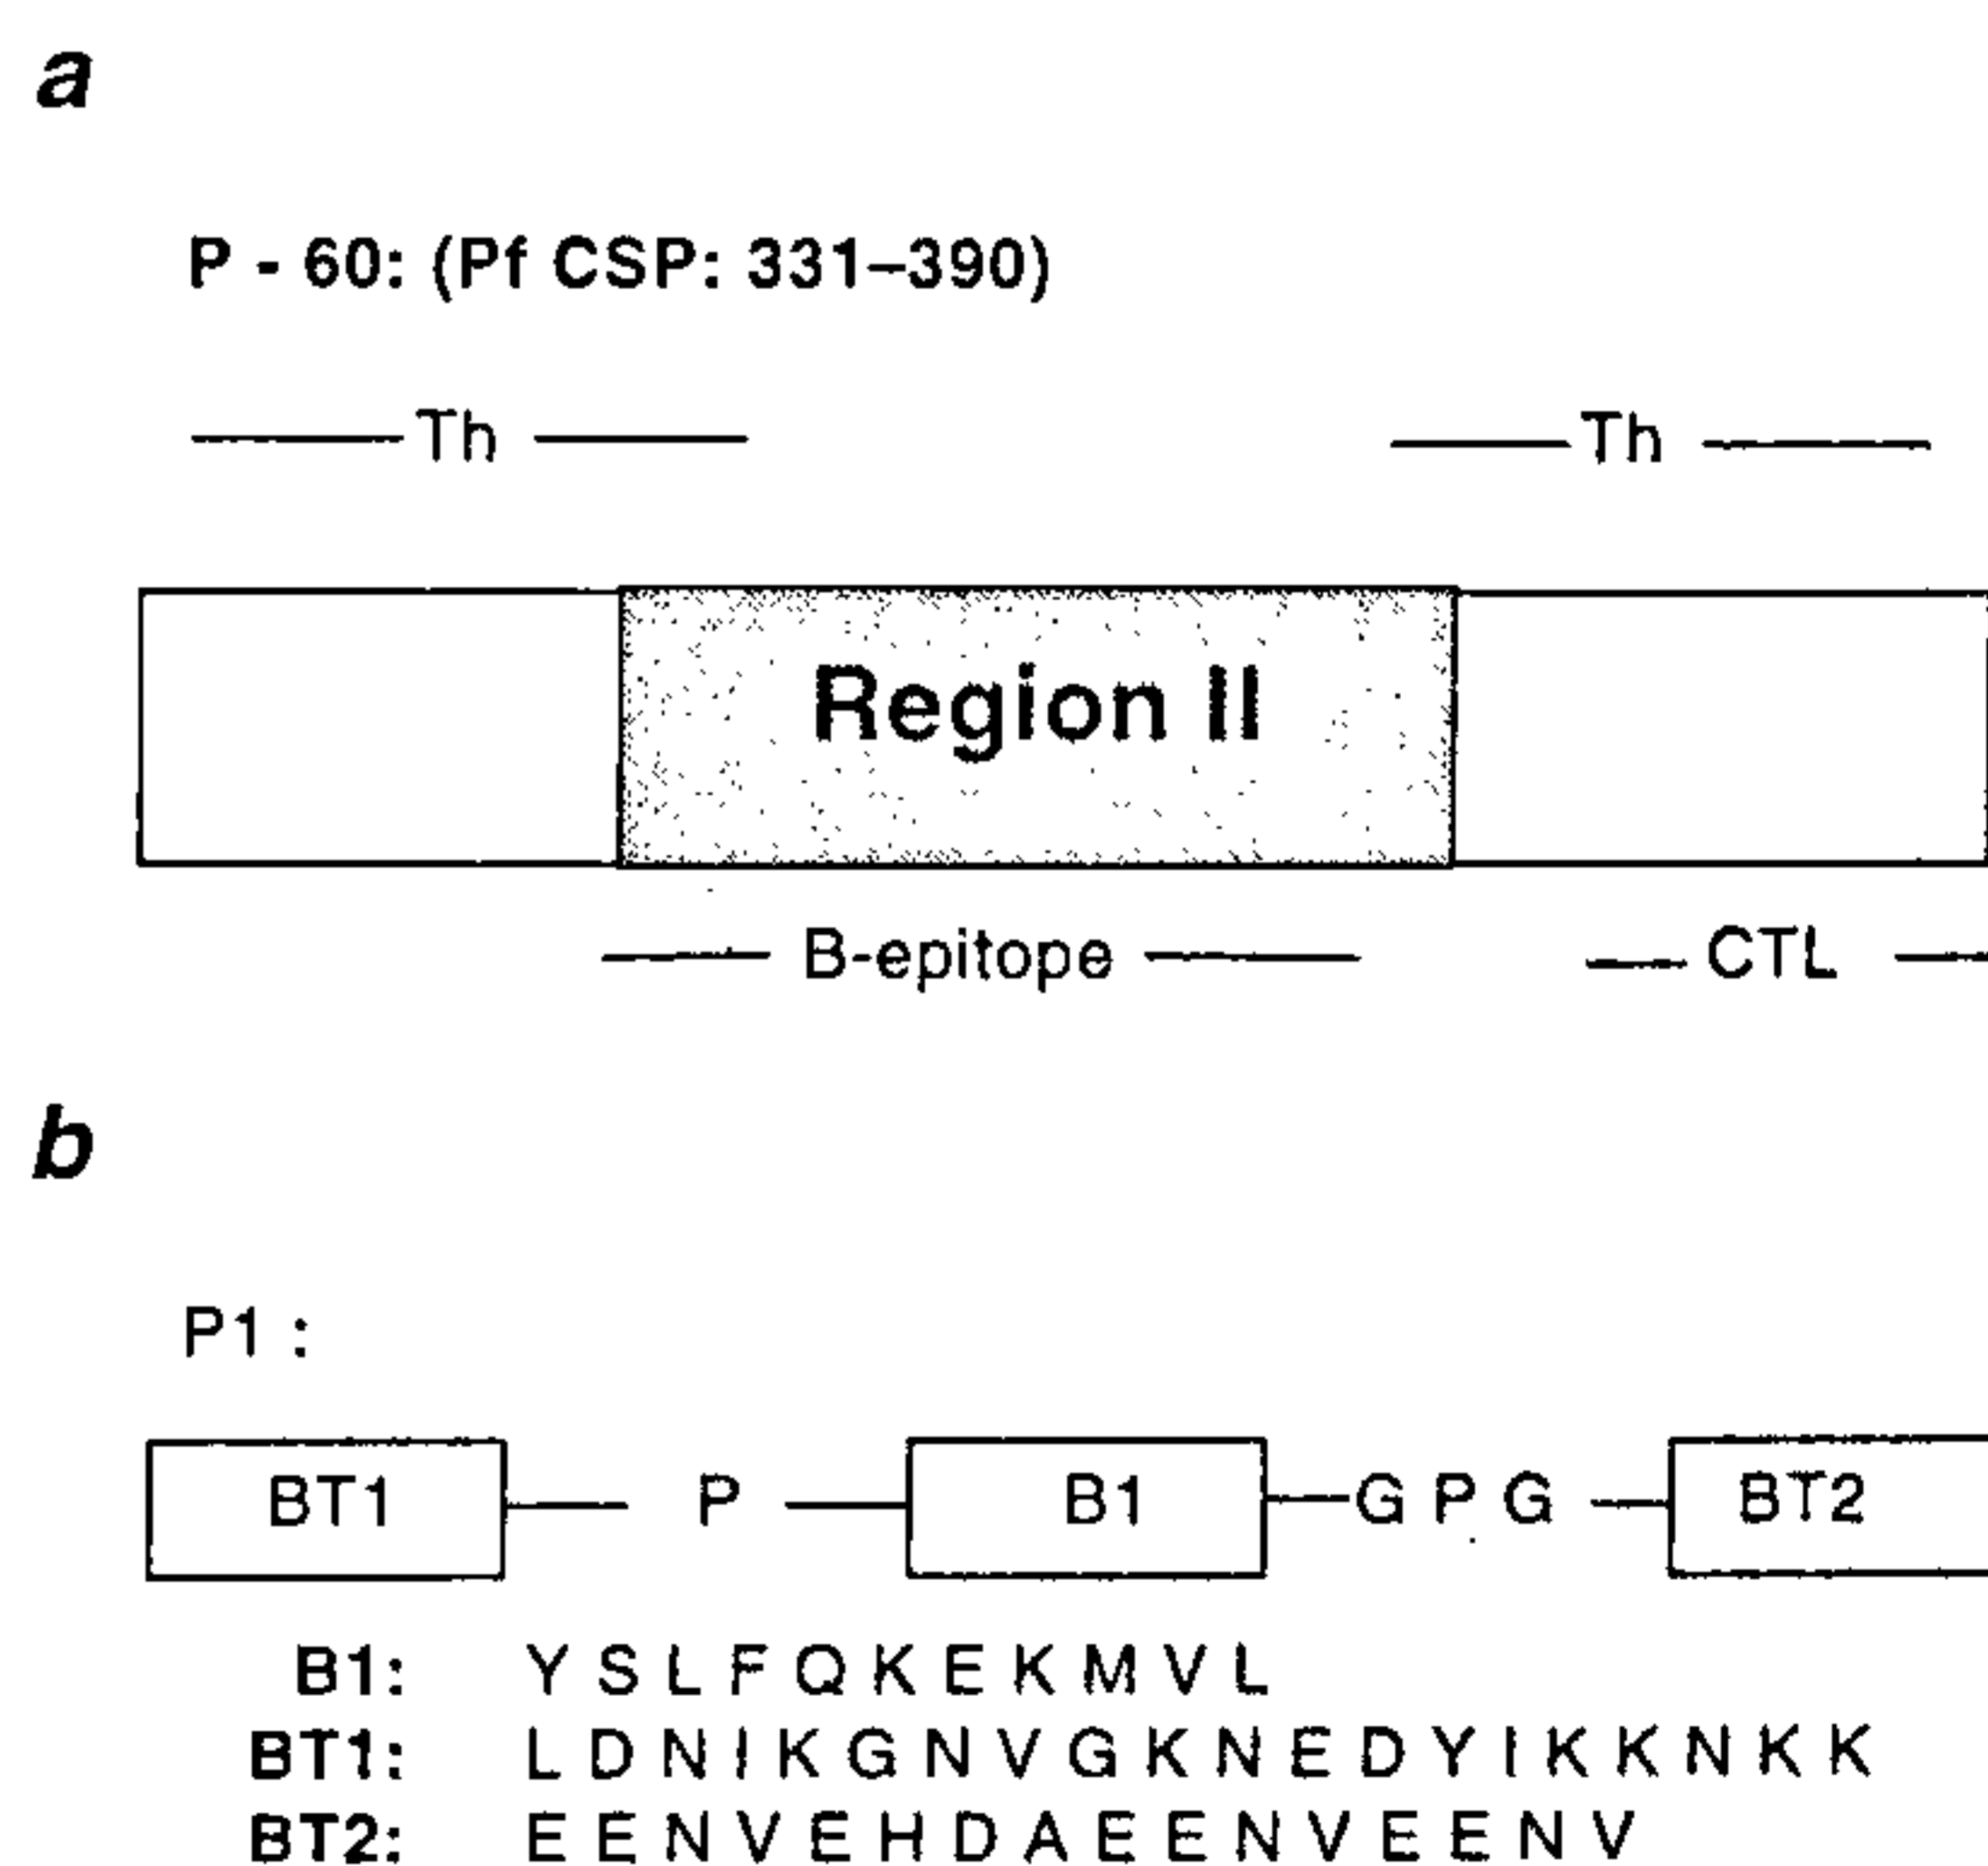 a
P - 60: (Pf CSP: 331–390)
Th Th
Region II
B-epitope CTL
b
P1 :
BT1 P B1 G P G BT2
B1: Y S L F Q K E K M V L
BT1: L D N I K G N V G K N E D Y I K K N K K
BT2: E E N V E H D A E E N V E E N V